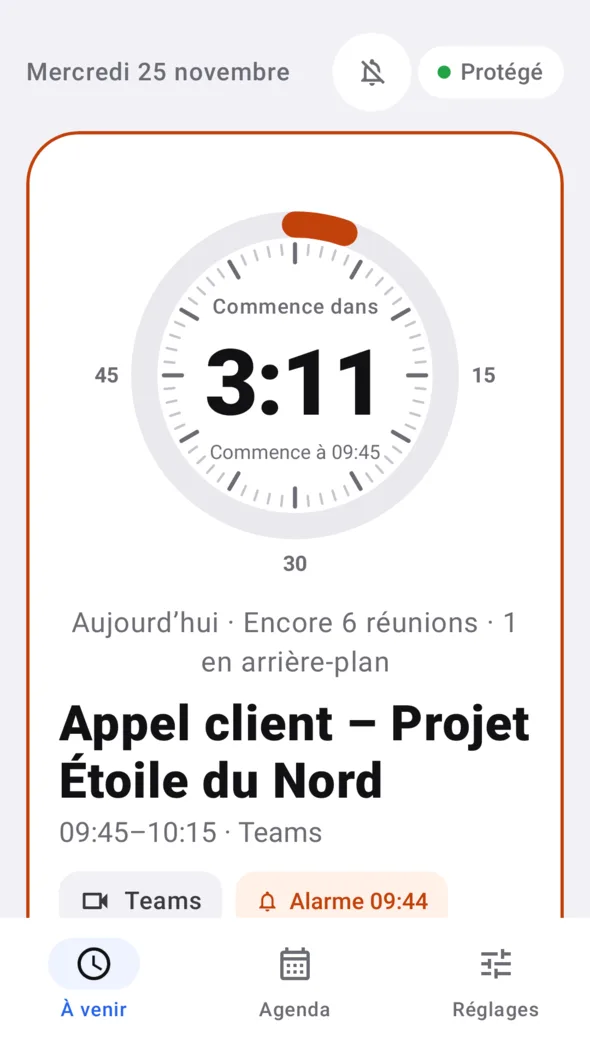 Mercredi 25 novembre
Protégé
Commence dans
45
3:11
15
Commence à 09:45
30
Aujourd’hui · Encore 6 réunions · 1
en arrière-plan
Appel client – Projet
Étoile du Nord
09:45–10:15 · Teams
Teams
Alarme 09:44
À venir
Agenda
Réglages